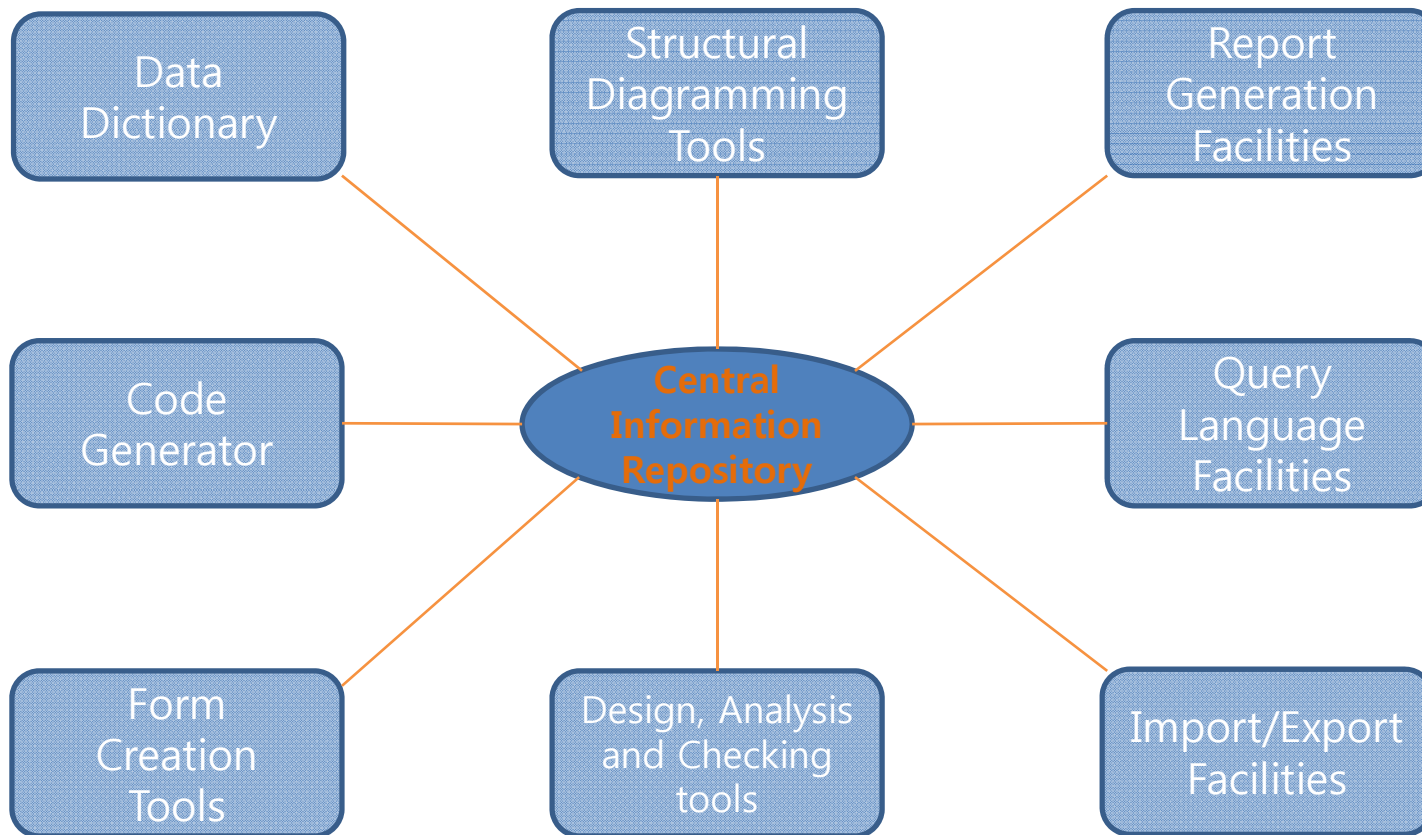 Data
Dictionary
Structural
Diagramming
Tools
Report
Generation
Facilities
Code
Generator
Central
Information
Repository
Query
Language
Facilities
Form
Creation
Tools
Design, Analysis
and Checking
tools
Import/Export
Facilities